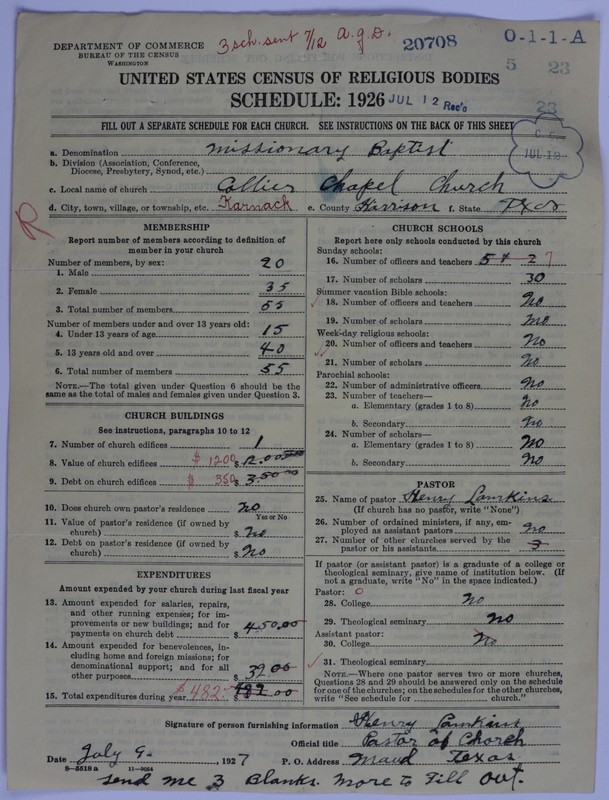 3 sch. sent 7/12 a.g.D.
20708
O-1-1-A
5 23
23
DEPARTMENT OF COMMERCE
BUREAU OF THE CENSUS
WASHINGTON
UNITED STATES CENSUS OF RELIGIOUS BODIES
SCHEDULE: 1926 JUL 12 Rec'd
FILL OUT A SEPARATE SCHEDULE FOR EACH CHURCH. SEE INSTRUCTIONS ON THE BACK OF THIS SHEET
JUL 12
a. Denomination Missionary Baptist
b. Division (Association, Conference,
Diocese, Presbytery, Synod, etc.)
c. Local name of church Collies Chapel Church
d. City, town, village, or township, etc. Karnack e. County Harrison f. State Texas
R
MEMBERSHIP
Report number of members according to definition of
member in your church
Number of members, by sex:
1. Male 20
2. Female 35
3. Total number of members 55
Number of members under and over 13 years old:
4. Under 13 years of age 15
5. 13 years old and over 40
6. Total number of members 55
NOTE.—The total given under Question 6 should be the
same as the total of males and females given under Question 3.
CHURCH BUILDINGS
See instructions, paragraphs 10 to 12
7. Number of church edifices 1
8. Value of church edifices $ 1200 $
9. Debt on church edifices $ 350 $ 3.50
10. Does church own pastor's residence no
Yes or No
11. Value of pastor's residence (if owned by
church) $ no
12. Debt on pastor's residence (if owned by
church) $ no
EXPENDITURES
Amount expended by your church during last fiscal year
13. Amount expended for salaries, repairs,
and other running expenses; for im-
provements or new buildings; and for
payments on church debt $ 450.00
14. Amount expended for benevolences, in-
cluding home and foreign missions; for
denominational support; and for all
other purposes $ 32.00
15. Total expenditures during year $ 482 $
CHURCH SCHOOLS
Report here only schools conducted by this church
Sunday schools:
16. Number of officers and teachers 5 + 2 7
17. Number of scholars 30
Summer vacation Bible schools:
18. Number of officers and teachers no
19. Number of scholars no
Week-day religious schools:
20. Number of officers and teachers no
21. Number of scholars no
Parochial schools:
22. Number of administrative officers no
23. Number of teachers—
a. Elementary (grades 1 to 8) no
b. Secondary no
24. Number of scholars—
a. Elementary (grades 1 to 8) no
b. Secondary no
PASTOR
25. Name of pastor Henry Lamkins
(If church has no pastor, write "None")
26. Number of ordained ministers, if any, em-
ployed as assistant pastors no
27. Number of other churches served by the
pastor or his assistants 3
If pastor (or assistant pastor) is a graduate of a college or
theological seminary, give name of institution below. (If
not a graduate, write "No" in the space indicated.)
Pastor: 0
28. College no
29. Theological seminary no
Assistant pastor:
30. College no
31. Theological seminary
NOTE.—Where one pastor serves two or more churches,
Questions 28 and 29 should be answered only on the schedule
for one of the churches; on the schedules for the other churches,
write "See schedule for church."
Signature of person furnishing information Henry Lamkins
Official title Pastor of Church
Date July 9. 1927 P. O. Address Maud Texas
8-5518 a 11-9054
send me 3 Blanks. more to Fill out.